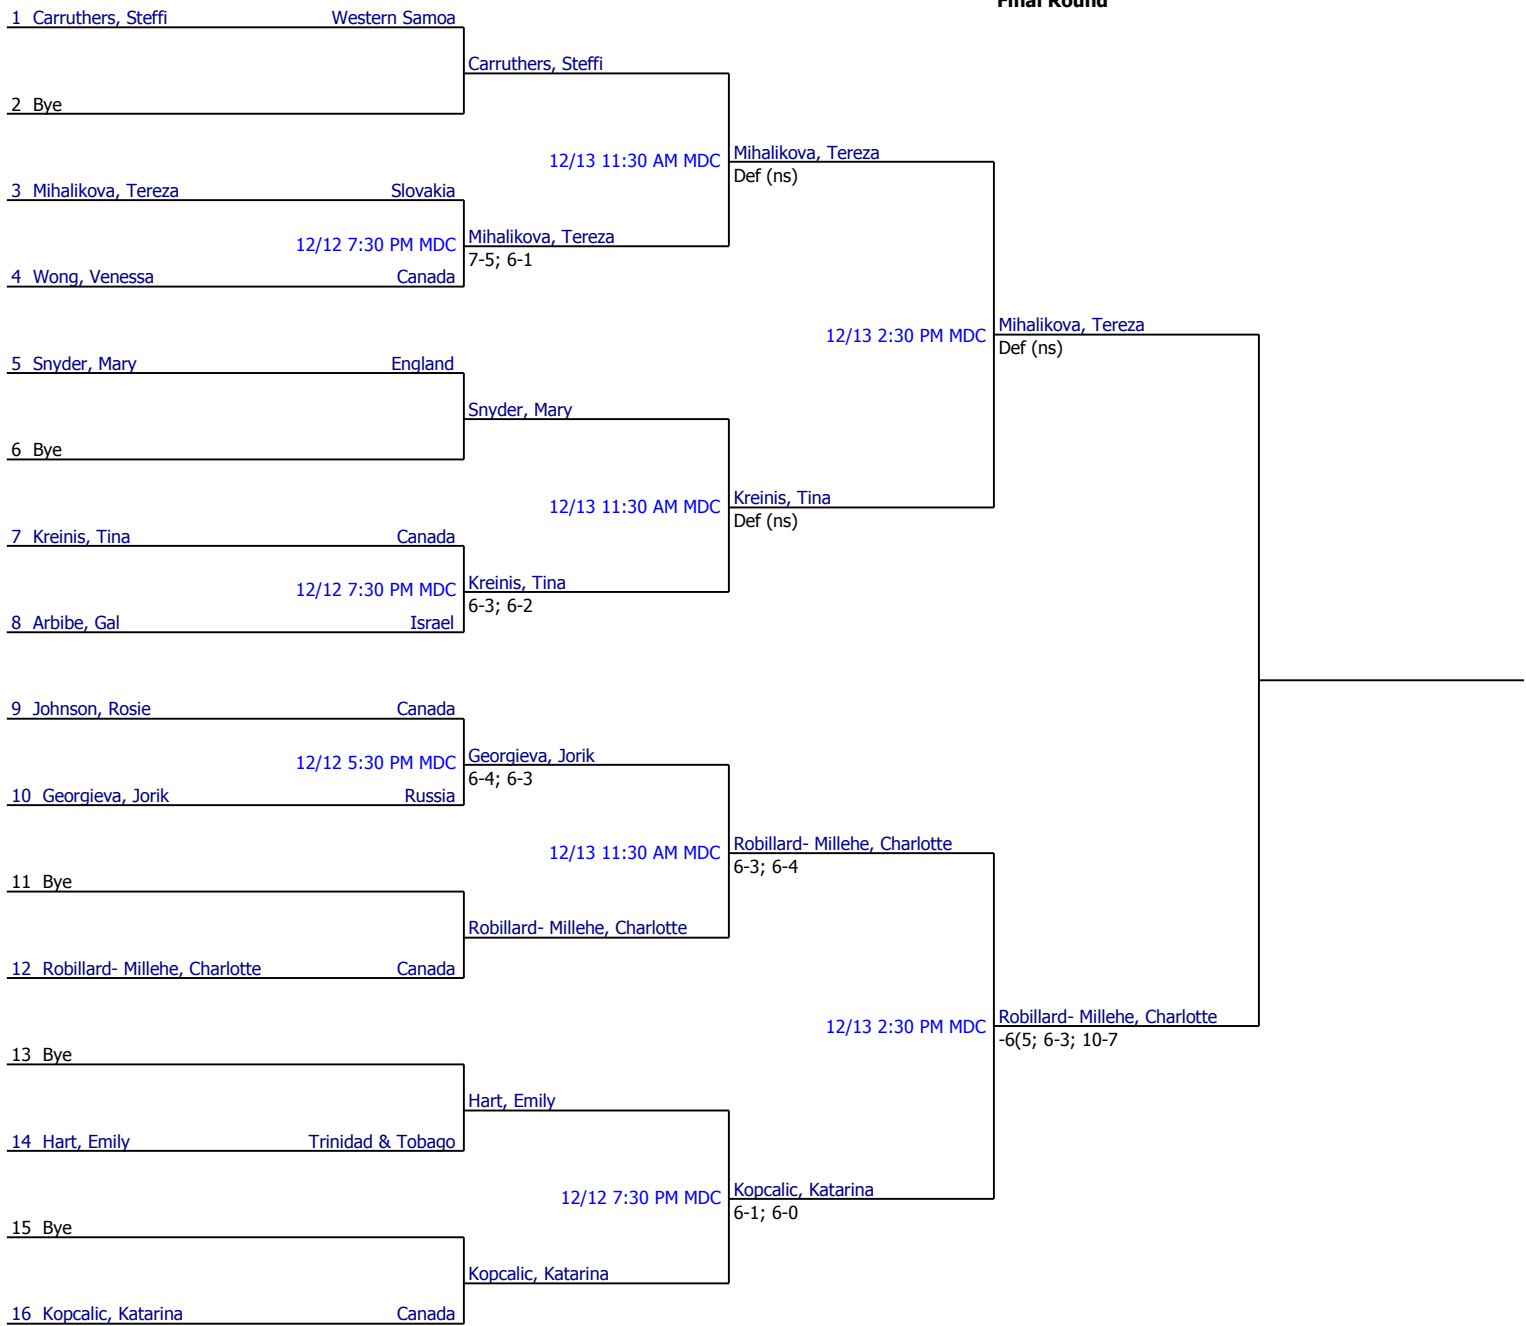 Final Round
1 Carruthers, Steffi Western Samoa
Carruthers, Steffi
2 Bye
12/13 11:30 AM MDC Mihalikova, Tereza
Def (ns)
3 Mihalikova, Tereza Slovakia
12/12 7:30 PM MDC Mihalikova, Tereza
7-5; 6-1
4 Wong, Venessa Canada
12/13 2:30 PM MDC Mihalikova, Tereza
Def (ns)
5 Snyder, Mary England
Snyder, Mary
6 Bye
12/13 11:30 AM MDC Kreinis, Tina
Def (ns)
7 Kreinis, Tina Canada
12/12 7:30 PM MDC Kreinis, Tina
6-3; 6-2
8 Arbibe, Gal Israel
9 Johnson, Rosie Canada
12/12 5:30 PM MDC Georgieva, Jorik
6-4; 6-3
10 Georgieva, Jorik Russia
12/13 11:30 AM MDC Robillard- Millehe, Charlotte
6-3; 6-4
11 Bye
Robillard- Millehe, Charlotte
12 Robillard- Millehe, Charlotte Canada
12/13 2:30 PM MDC Robillard- Millehe, Charlotte
-6(5; 6-3; 10-7
13 Bye
Hart, Emily
14 Hart, Emily Trinidad & Tobago
12/12 7:30 PM MDC Kopcalic, Katarina
6-1; 6-0
15 Bye
Kopcalic, Katarina
16 Kopcalic, Katarina Canada